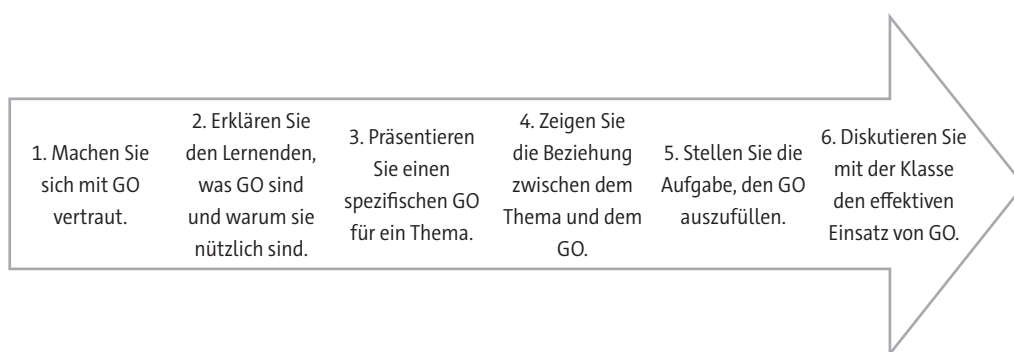 1. Machen Sie
sich mit GO
vertraut.
2. Erklären Sie
den Lernenden,
was GO sind
und warum sie
nützlich sind.
3. Präsentieren
Sie einen
spezifischen GO
für ein Thema.
4. Zeigen Sie
die Beziehung
zwischen dem
Thema und dem
GO.
5. Stellen Sie die
Aufgabe, den GO
auszufüllen.
6. Diskutieren Sie
mit der Klasse
den effektiven
Einsatz von GO.